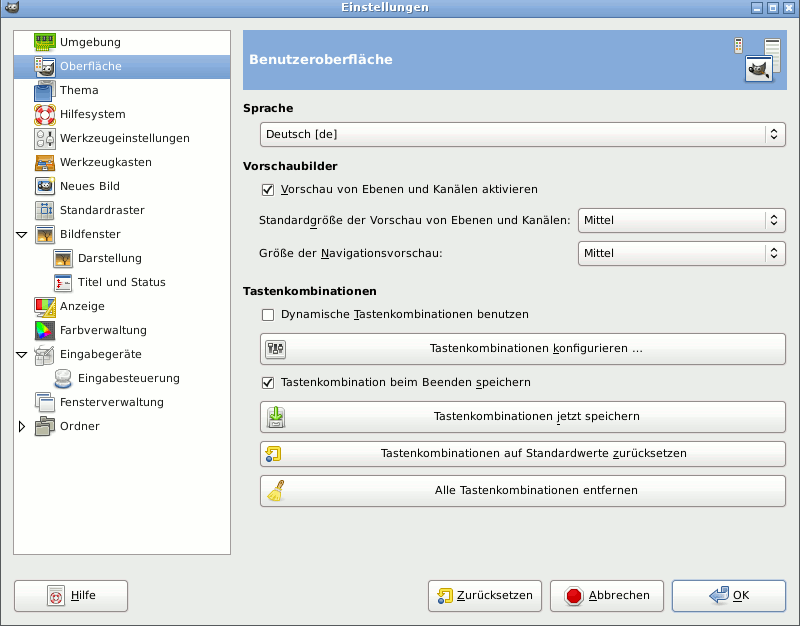 Einstellungen
Umgebung
Oberfläche
Thema
Hilfesystem
Werkzeugeinstellungen
Werkzeugkasten
Neues Bild
Standardraster
Bildfenster
Darstellung
Titel und Status
Anzeige
Farbverwaltung
Eingabegeräte
Eingabesteuerung
Fensterverwaltung
Ordner
Benutzeroberfläche
Sprache
Deutsch [de]
Vorschaubilder
Vorschau von Ebenen und Kanälen aktivieren
Standardgröße der Vorschau von Ebenen und Kanälen: Mittel
Größe der Navigationsvorschau: Mittel
Tastenkombinationen
Dynamische Tastenkombinationen benutzen
Tastenkombinationen konfigurieren ...
Tastenkombination beim Beenden speichern
Tastenkombinationen jetzt speichern
Tastenkombinationen auf Standardwerte zurücksetzen
Alle Tastenkombinationen entfernen
Hilfe Zurücksetzen Abbrechen OK